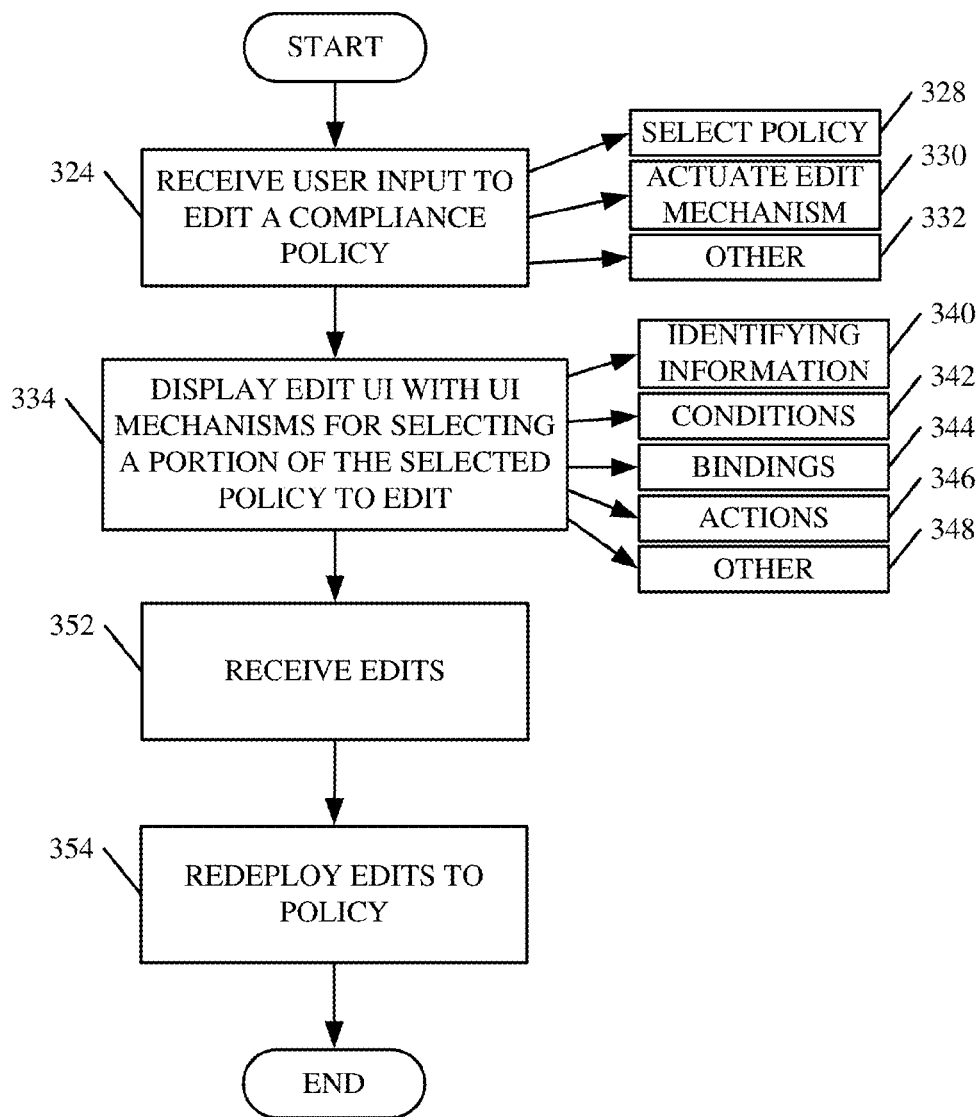 START
324
RECEIVE USER INPUT TO
EDIT A COMPLIANCE
POLICY
SELECT POLICY
328
ACTUATE EDIT
MECHANISM
330
OTHER
332
334
DISPLAY EDIT UI WITH UI
MECHANISMS FOR SELECTING
A PORTION OF THE SELECTED
POLICY TO EDIT
IDENTIFYING
INFORMATION
340
CONDITIONS
342
BINDINGS
344
ACTIONS
346
OTHER
348
352
RECEIVE EDITS
354
REDEPLOY EDITS TO
POLICY
END